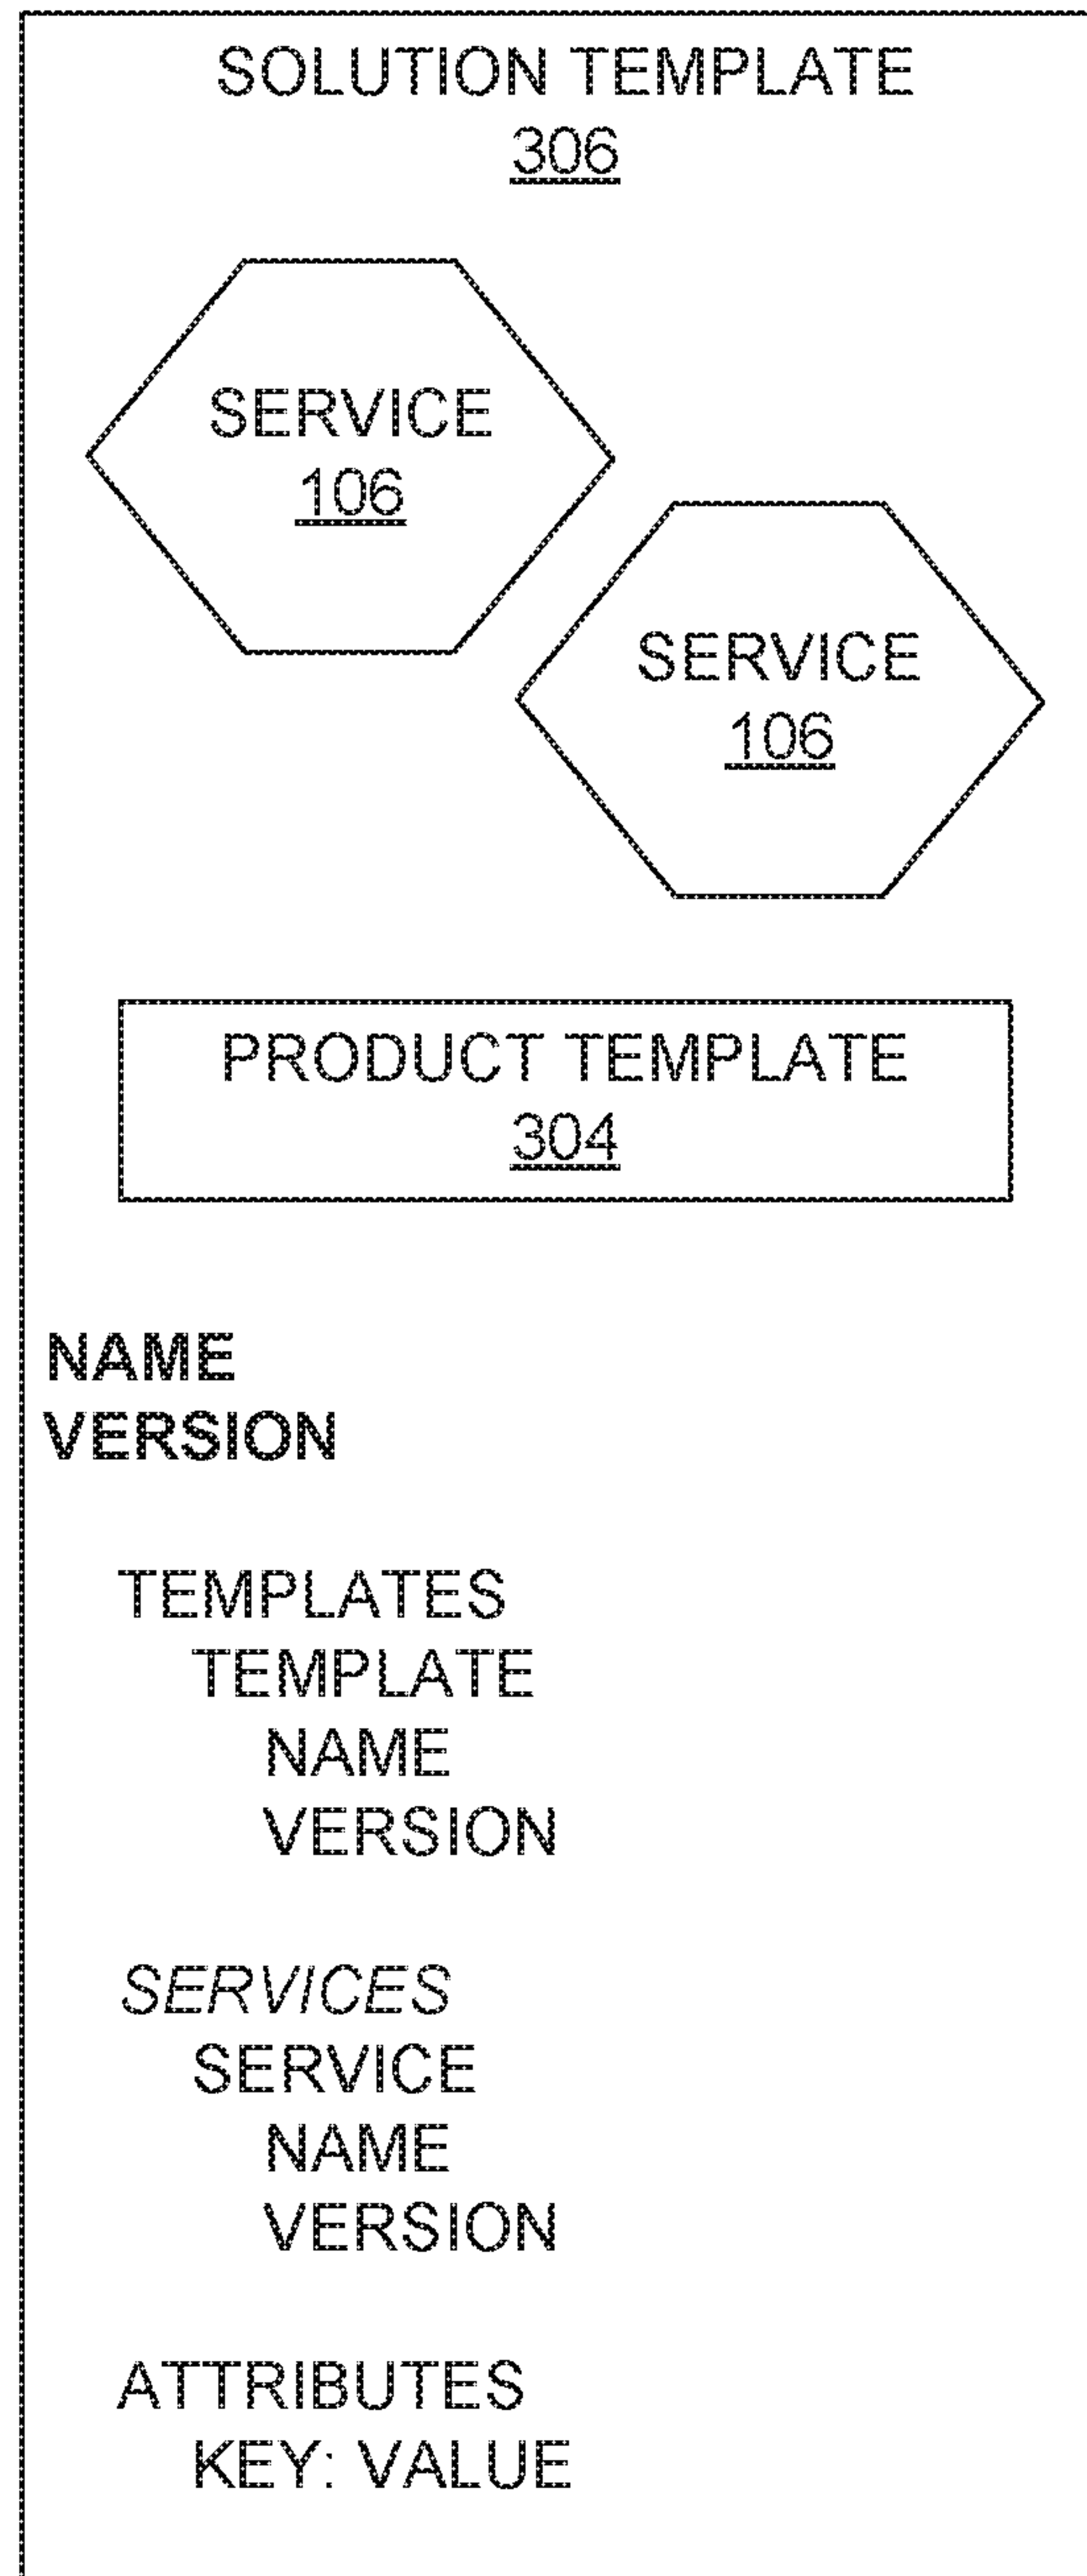 SOLUTION TEMPLATE
306
SERVICE
106
SERVICE
106
PRODUCT TEMPLATE
304
NAME
VERSION
TEMPLATES
TEMPLATE
NAME
VERSION
SERVICES
SERVICE
NAME
VERSION
ATTRIBUTES
KEY: VALUE